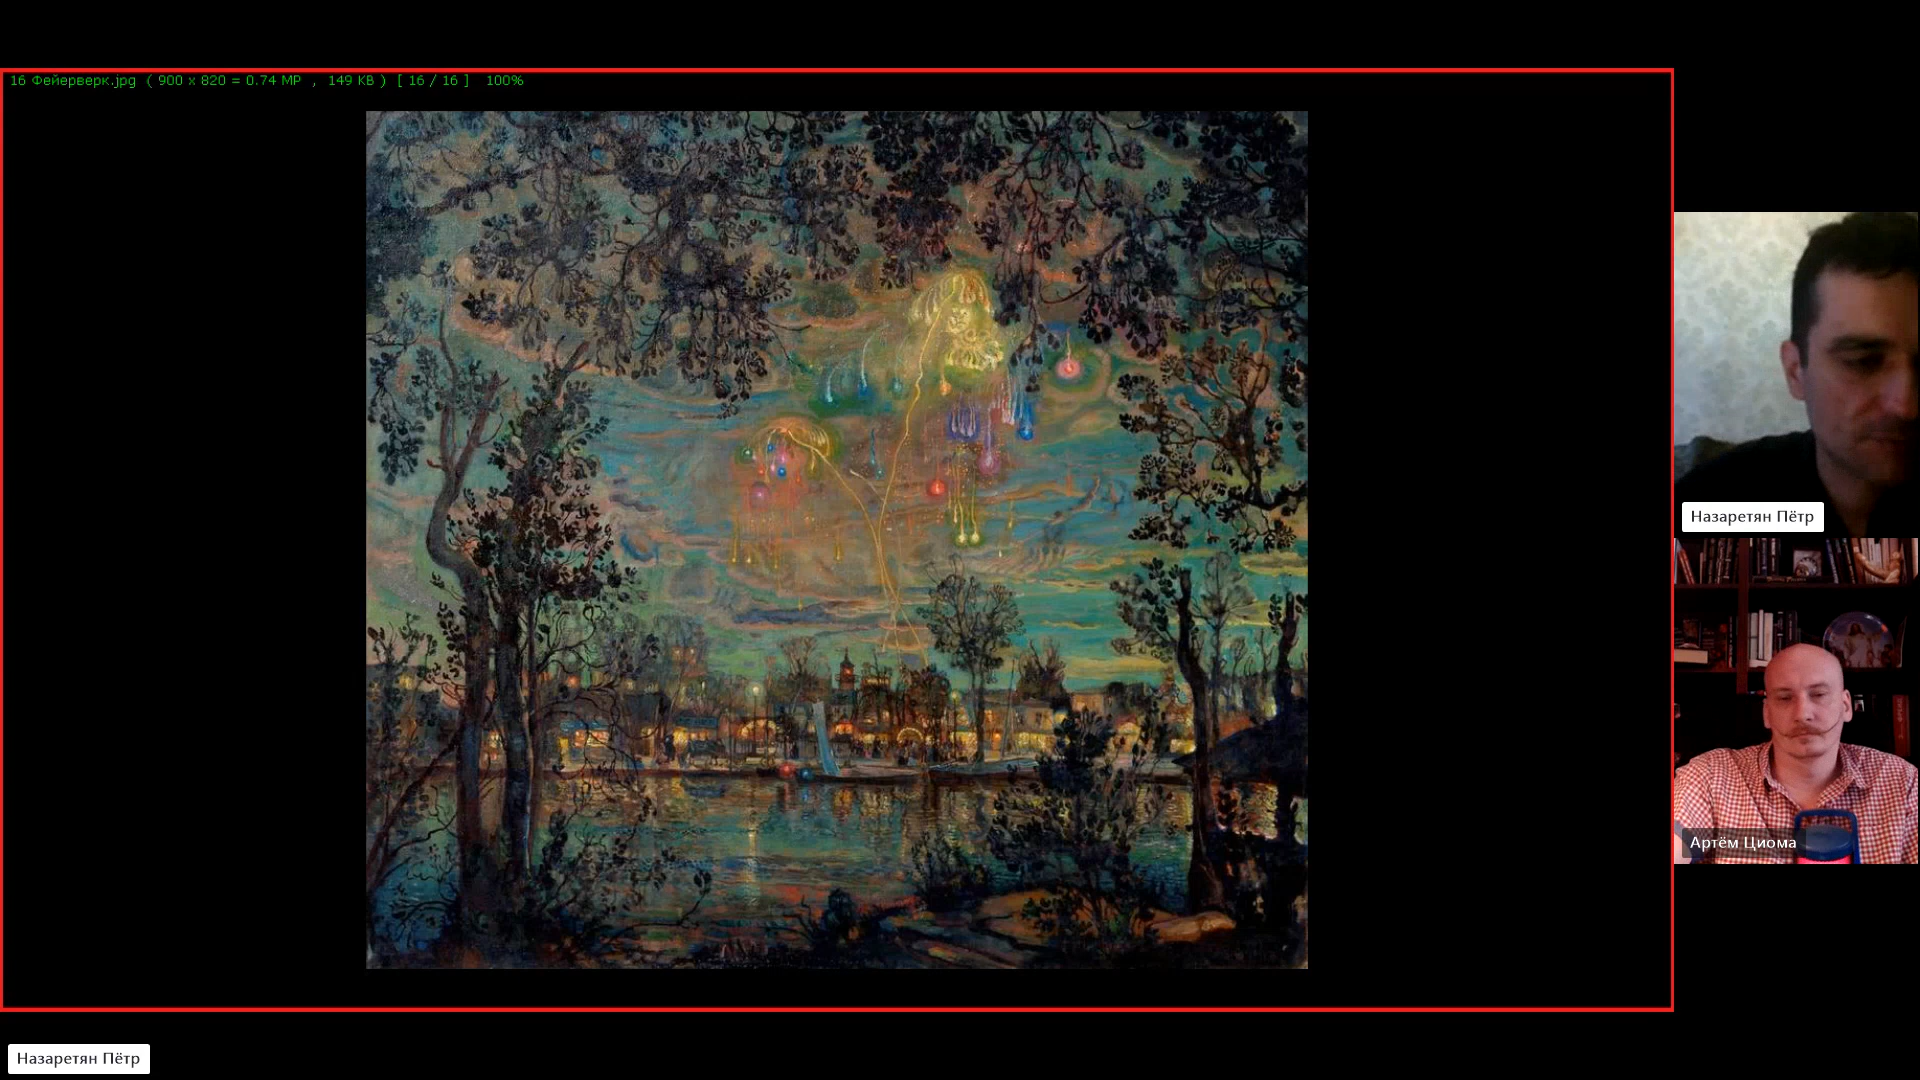 16 Фейерверк.jpg ( 900 x 820 = 0.74 MP , 149 KB ) [ 16 / 16 ] 100%
Назаретян Пётр
Артём Циома
Назаретян Пётр